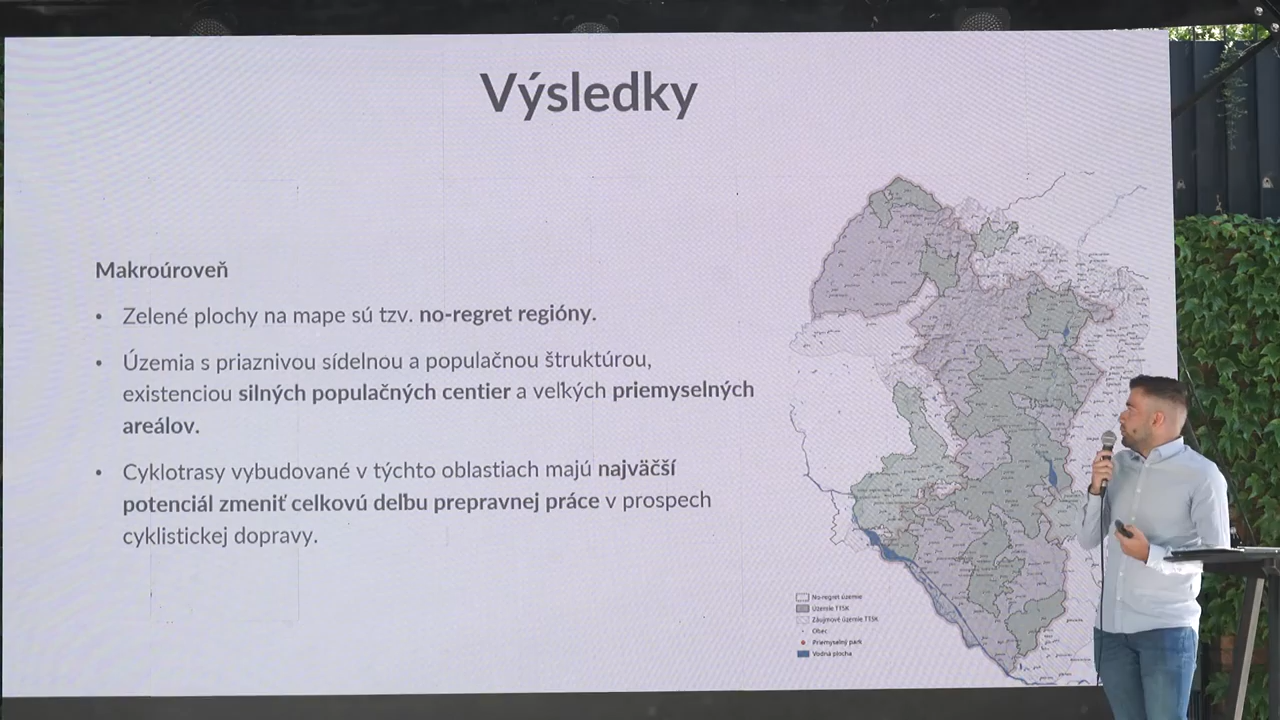 Výsledky
Makroúroveň
• Zelené plochy na mape sú tzv. no-regret regióny.
• Územia s priaznivou sídelnou a populačnou štruktúrou,
existenciou silných populačných centier a veľkých priemyselných
areálov.
• Cyklotrasy vybudované v týchto oblastiach majú najväčší
potenciál zmeniť celkovú deľbu prepravnej práce v prospech
cyklistickej dopravy.
No-regret územie
Územie TTSK
Záujmové územie TTSK
Obec
Priemyselný park
Vodná plocha